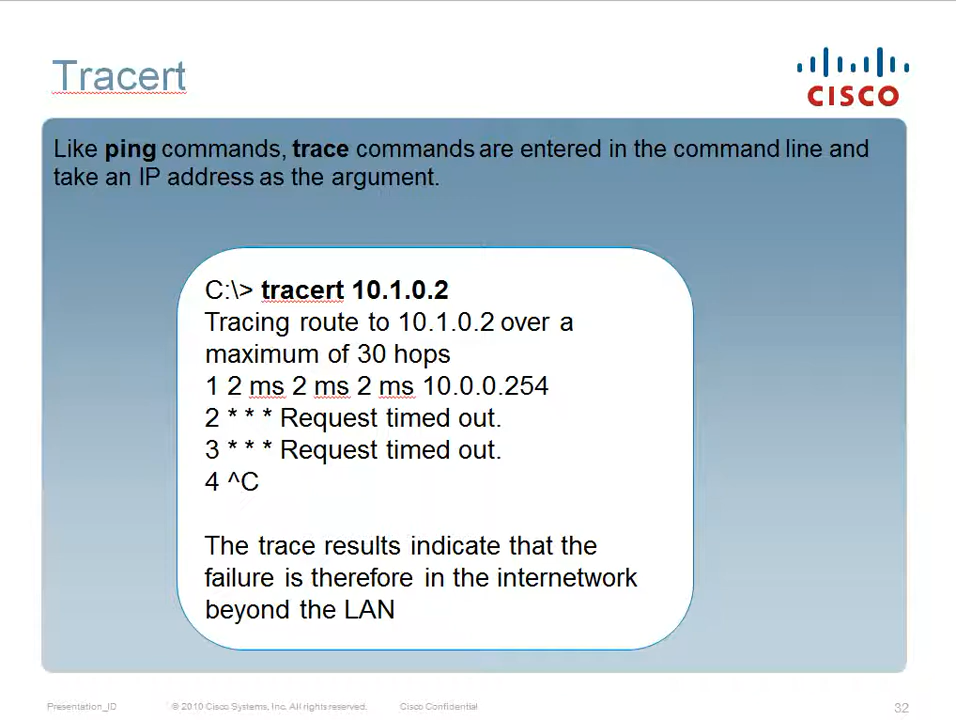 Tracert
CISCO
Like ping commands, trace commands are entered in the command line and
take an IP address as the argument.
C:\> tracert 10.1.0.2
Tracing route to 10.1.0.2 over a
maximum of 30 hops
1 2 ms 2 ms 2 ms 10.0.0.254
2 * * * Request timed out.
3 * * * Request timed out.
4 ^C
The trace results indicate that the
failure is therefore in the internetwork
beyond the LAN
Presentation_ID © 2010 Cisco Systems, Inc. All rights reserved. Cisco Confidential 32